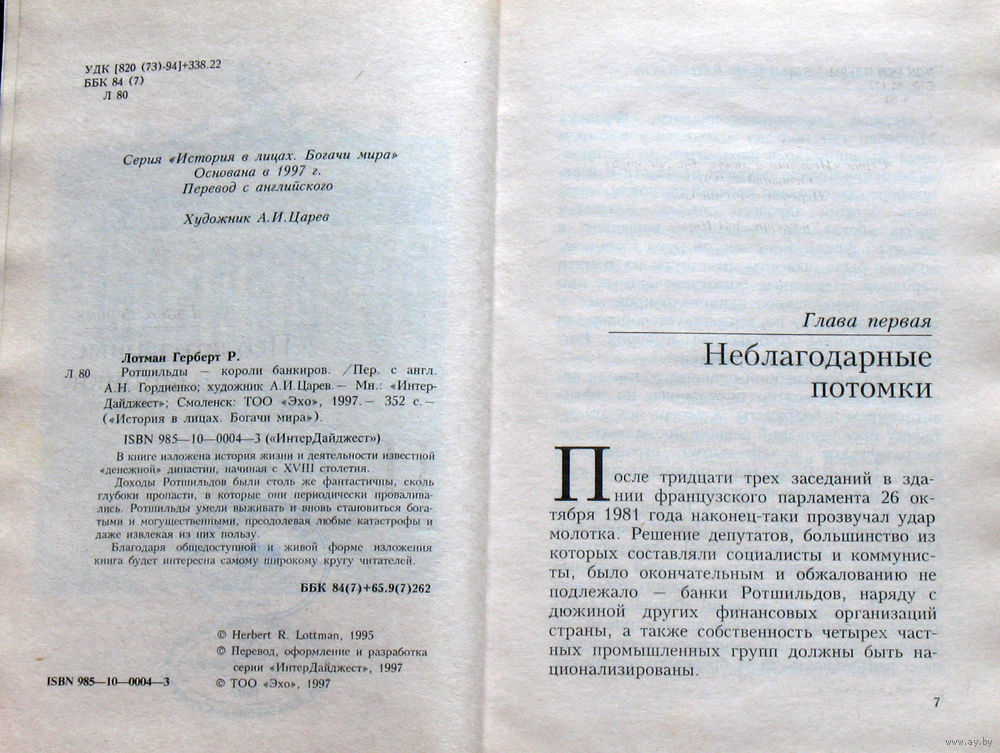 УДК [820 (73)-94]+338.22
ББК 84 (7)
Л 80
Серия «История в лицах. Богачи мира»
Основана в 1997 г.
Перевод с английского
Художник А.И.Царев
Лотман Герберт Р.
Л 80 Ротшильды — короли банкиров. /Пер. с англ.
А.Н. Гордиенко; художник А.И.Царев.— Мн.: «Интер-
Дайджест»; Смоленск: ТОО «Эхо», 1997.— 352 с.—
(«История в лицах. Богачи мира»).
ISBN 985—10—0004—3 («ИнтерДайджест»)
В книге изложена история жизни и деятельности известной
«денежной» династии, начиная с XVIII столетия.
Доходы Ротшильдов были столь же фантастичны, сколь
глубоки пропасти, в которые они периодически провалива-
лись. Ротшильды умели выживать и вновь становиться бога-
тыми и могущественными, преодолевая любые катастрофы и
даже извлекая из них пользу.
Благодаря общедоступной и живой форме изложения
книга будет интересна самому широкому кругу читателей.
ББК 84(7)+65.9(7)262
© Herbert R. Lottman, 1995
© Перевод, оформление и разработка
серии «ИнтерДайджест», 1997
© ТОО «Эхо», 1997
ISBN 985—10—0004—3
Глава первая
Неблагодарные
потомки
После тридцати трех заседаний в зда-
нии французского парламента 26 ок-
тября 1981 года наконец-таки прозвучал удар
молотка. Решение депутатов, большинство из
которых составляли социалисты и коммунис-
ты, было окончательным и обжалованию не
подлежало — банки Ротшильдов, наряду с
дюжиной других финансовых организаций
страны, а также собственность четырех част-
ных промышленных групп должны быть на-
ционализированы.
7
www.ay.by